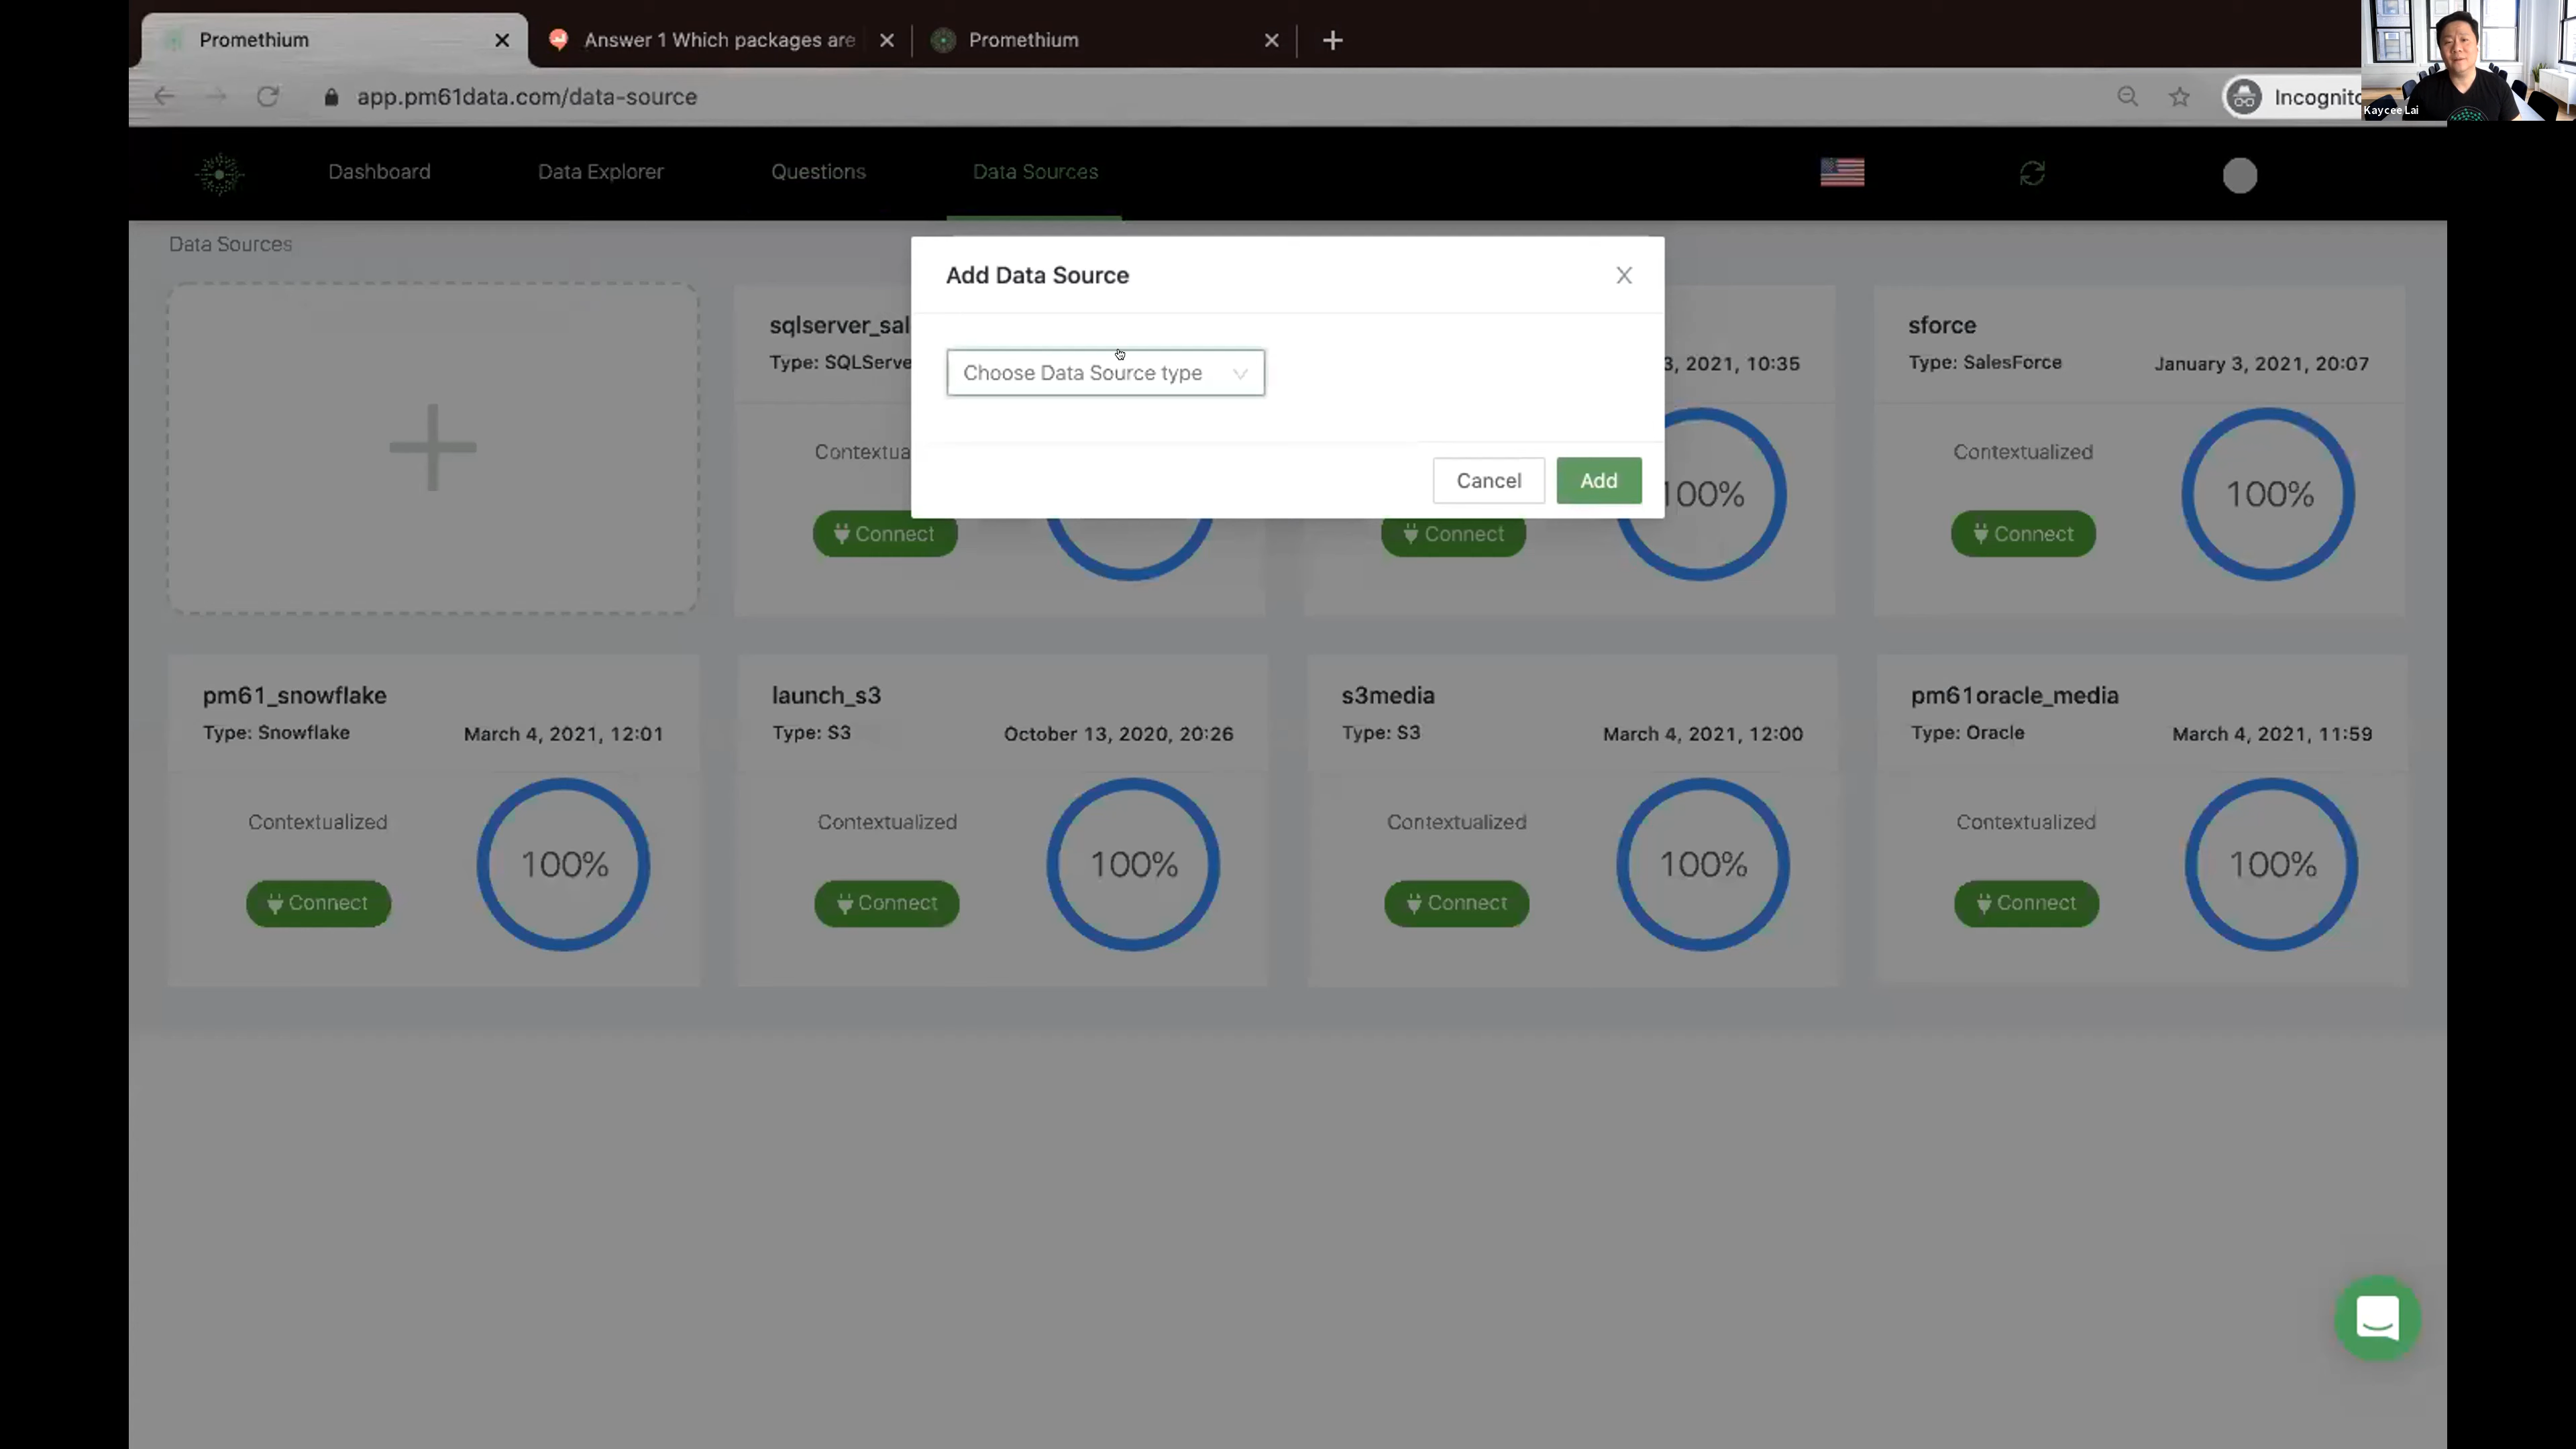 Promethium
Answer 1 Which packages are
Promethium
app.pm61data.com/data-source
Incognito
Kaycee Lai
Dashboard
Data Explorer
Questions
Data Sources
Data Sources
Add Data Source
X
Choose Data Source type
Cancel
Add
sqlserver_sal
Type: SQLServe
Contextua
Connect
3, 2021, 10:35
100%
Connect
sforce
Type: SalesForce
January 3, 2021, 20:07
Contextualized
100%
Connect
pm61_snowflake
Type: Snowflake
March 4, 2021, 12:01
Contextualized
100%
Connect
launch_s3
Type: S3
October 13, 2020, 20:26
Contextualized
100%
Connect
s3media
Type: S3
March 4, 2021, 12:00
Contextualized
100%
Connect
pm61oracle_media
Type: Oracle
March 4, 2021, 11:59
Contextualized
100%
Connect